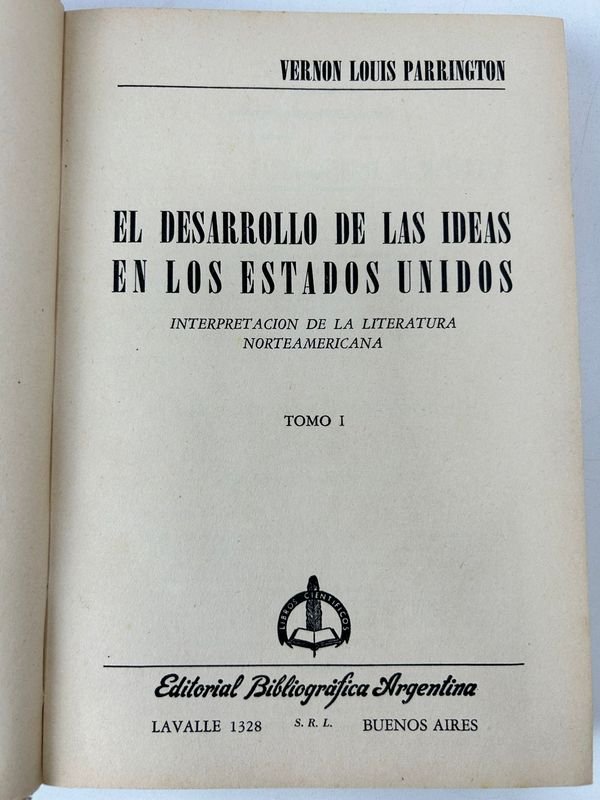 VERNON LOUIS PARRINGTON
EL DESARROLLO DE LAS IDEAS
EN LOS ESTADOS UNIDOS
INTERPRETACION DE LA LITERATURA
NORTEAMERICANA
TOMO I
LIBROS CIENTIFICOS
Editorial Bibliográfica Argentina
LAVALLE 1328 S. R. L. BUENOS AIRES